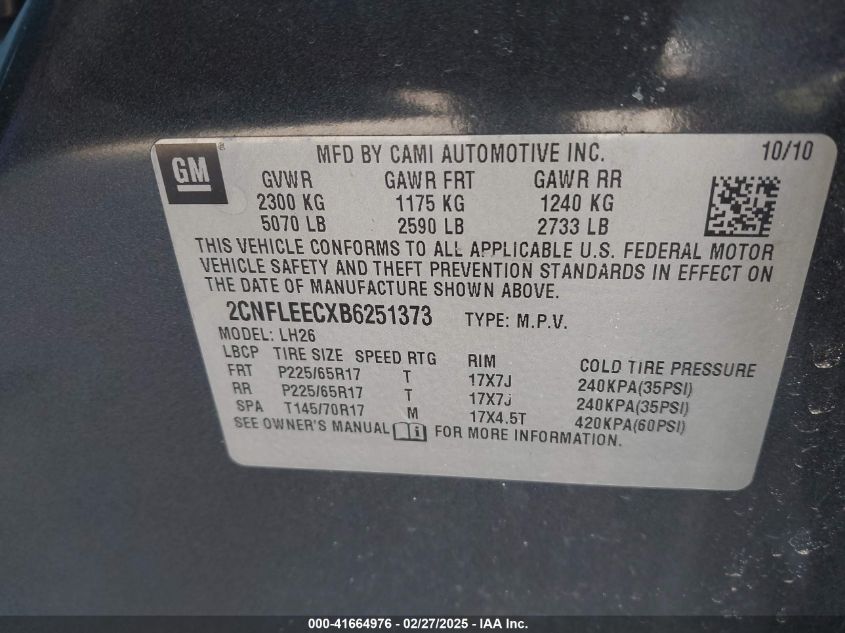 GM ® MFD BY CAMI AUTOMOTIVE INC. 10/10
GVWR GAWR FRT GAWR RR
2300 KG 1175 KG 1240 KG
5070 LB 2590 LB 2733 LB
THIS VEHICLE CONFORMS TO ALL APPLICABLE U.S. FEDERAL MOTOR
VEHICLE SAFETY AND THEFT PREVENTION STANDARDS IN EFFECT ON
THE DATE OF MANUFACTURE SHOWN ABOVE.
2CNFLEECXB6251373 TYPE: M.P.V.
MODEL: LH26
LBCP TIRE SIZE SPEED RTG RIM COLD TIRE PRESSURE
FRT P225/65R17 T 17X7J 240KPA(35PSI)
RR P225/65R17 T 17X7J 240KPA(35PSI)
SPA T145/70R17 M 17X4.5T 420KPA(60PSI)
SEE OWNER'S MANUAL FOR MORE INFORMATION.
000-41664976 - 02/27/2025 - IAA Inc.